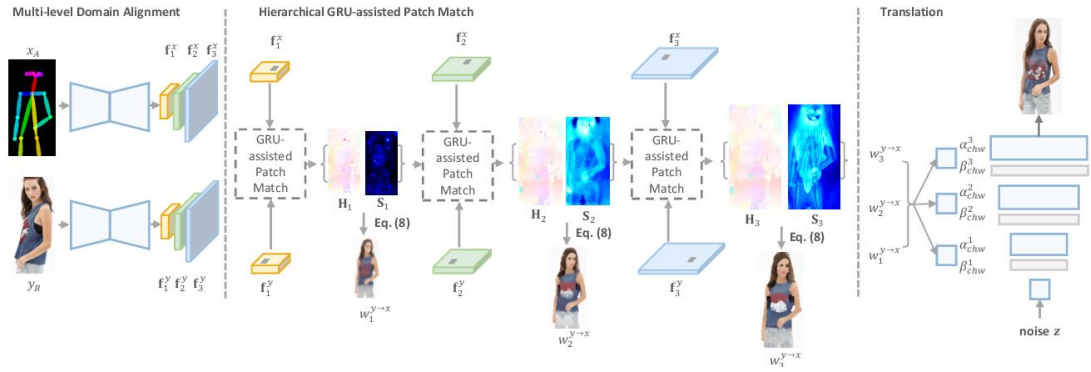 Multi-level Domain Alignment
x_A
f_1^x f_2^x f_3^x
f_1^y f_2^y f_3^y
y_B
Hierarchical GRU-assisted Patch Match
f_1^x
GRU-
assisted
Patch
Match
f_1^y
H_1
S_1
Eq. (8)
w_1^{y→x}
f_2^x
GRU-
assisted
Patch
Match
f_2^y
H_2
S_2
Eq. (8)
w_2^{y→x}
f_3^x
GRU-
assisted
Patch
Match
f_3^y
H_3
S_3
Eq. (8)
w_3^{y→x}
Translation
w_3^{y→x}
w_2^{y→x}
w_1^{y→x}
α_{chw}^3
β_{chw}^3
α_{chw}^2
β_{chw}^2
α_{chw}^1
β_{chw}^1
noise z